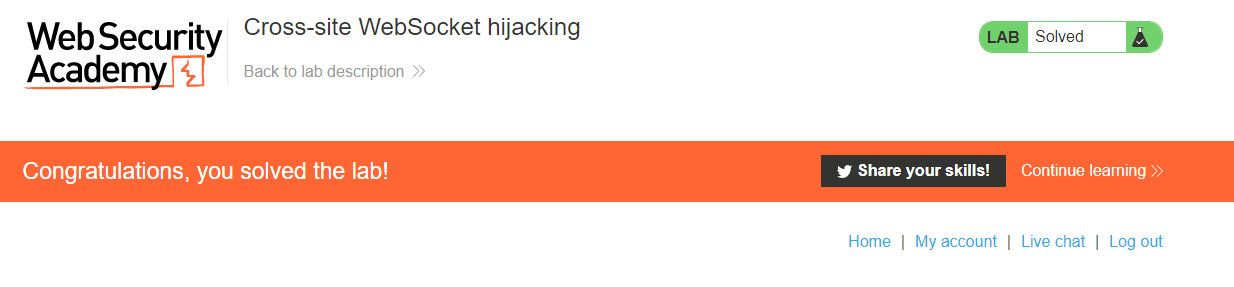 Web Security
Academy
Cross-site WebSocket hijacking
Back to lab description
LAB Solved
Congratulations, you solved the lab!
Share your skills!
Continue learning
Home | My account | Live chat | Log out